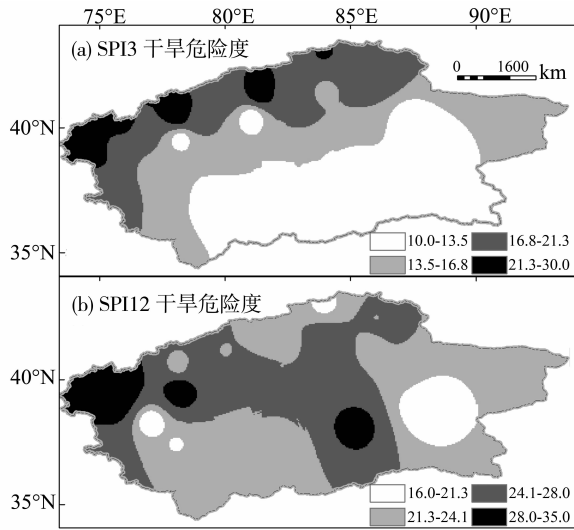 75°E 80°E 85°E 90°E
(a) SPI3 干旱危险度
0 1600 km
40°N
35°N
10.0-13.5 16.8-21.3
13.5-16.8 21.3-30.0
(b) SPI12 干旱危险度
40°N
35°N
16.0-21.3 24.1-28.0
21.3-24.1 28.0-35.0